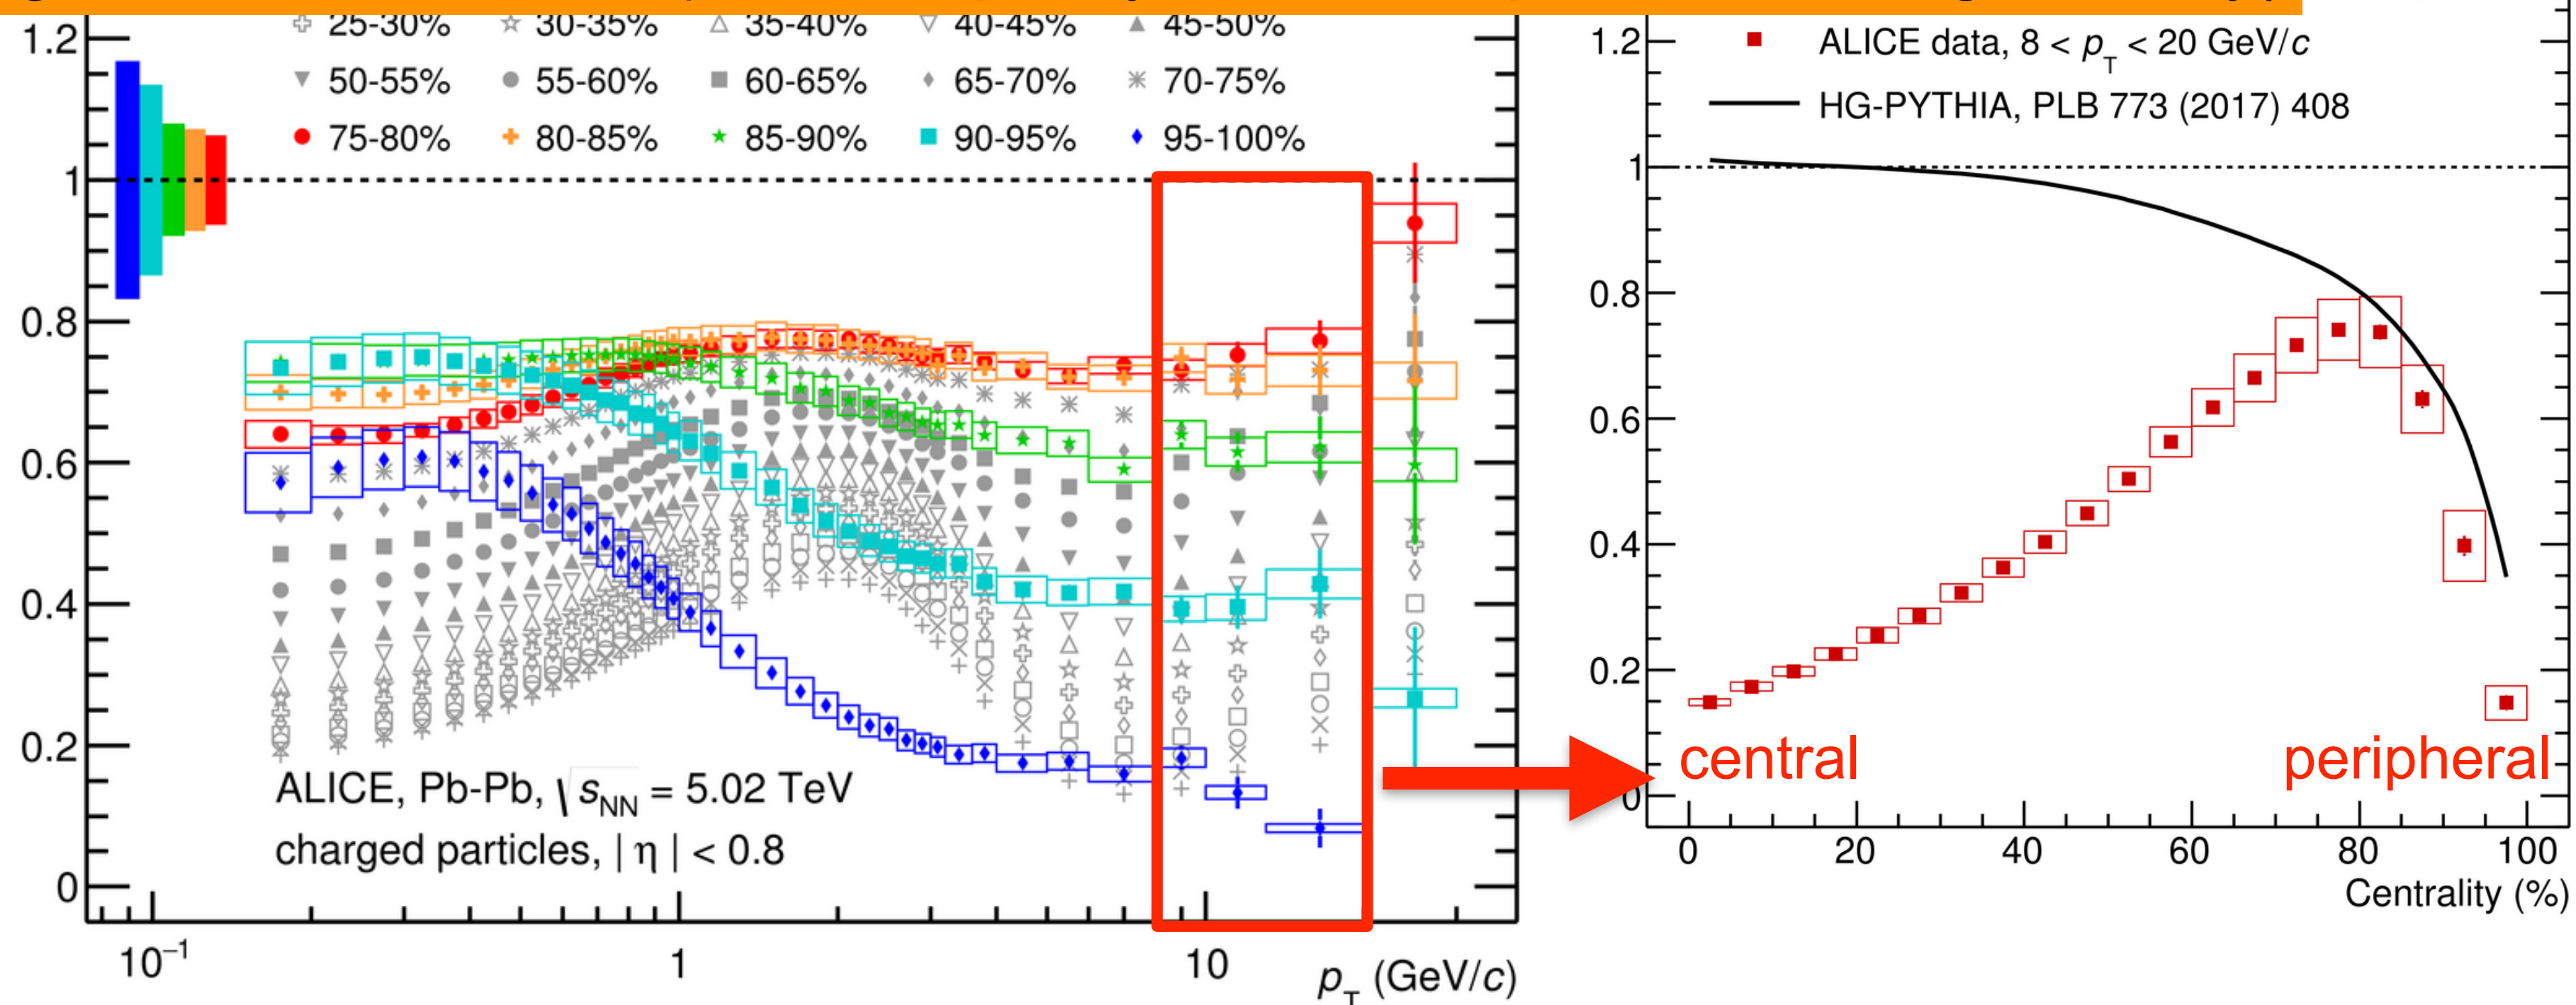 25-30% 30-35% 35-40% 40-45% 45-50%
50-55% 55-60% 60-65% 65-70% 70-75%
75-80% 80-85% 85-90% 90-95% 95-100%
1.2
1
0.8
0.6
0.4
0.2
0
ALICE, Pb-Pb, √sNN = 5.02 TeV
charged particles, | η | < 0.8
10⁻¹ 1 10
pT (GeV/c)
ALICE data, 8 < pT < 20 GeV/c
HG-PYTHIA, PLB 773 (2017) 408
1.2
1
0.8
0.6
0.4
0.2
0
central peripheral
0 20 40 60 80 100
Centrality (%)